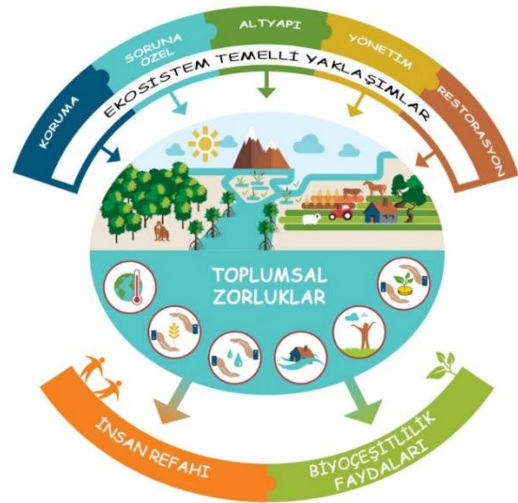 KORUMA
SORUNA
ÖZEL
ALTYAPI
YÖNETİM
RESTORASYON
EKOSİSTEM TEMELLİ YAKLAŞIMLAR
TOPLUMSAL
ZORLUKLAR
İNSAN REFAHI
BİYOÇEŞİTLİLİK
FAYDALARI